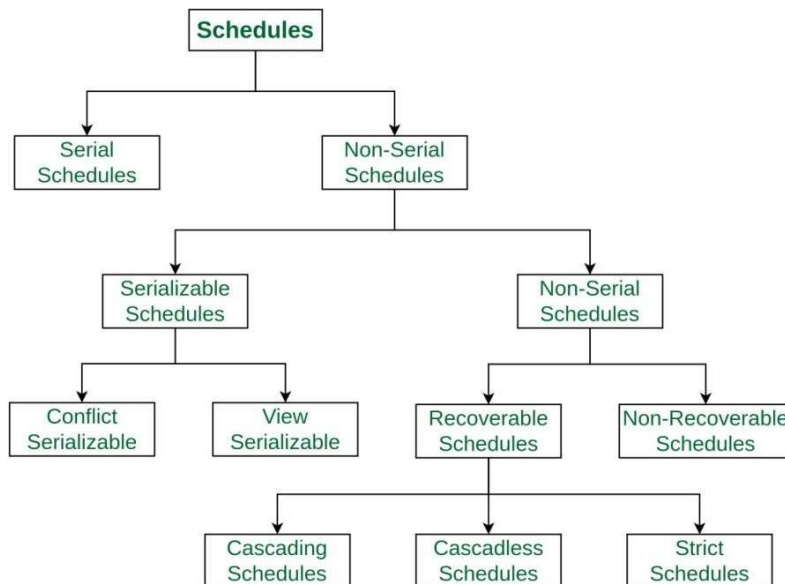 Schedules
Serial
Schedules
Non-Serial
Schedules
Serializable
Schedules
Non-Serial
Schedules
Conflict
Serializable
View
Serializable
Recoverable
Schedules
Non-Recoverable
Schedules
Cascading
Schedules
Cascadless
Schedules
Strict
Schedules